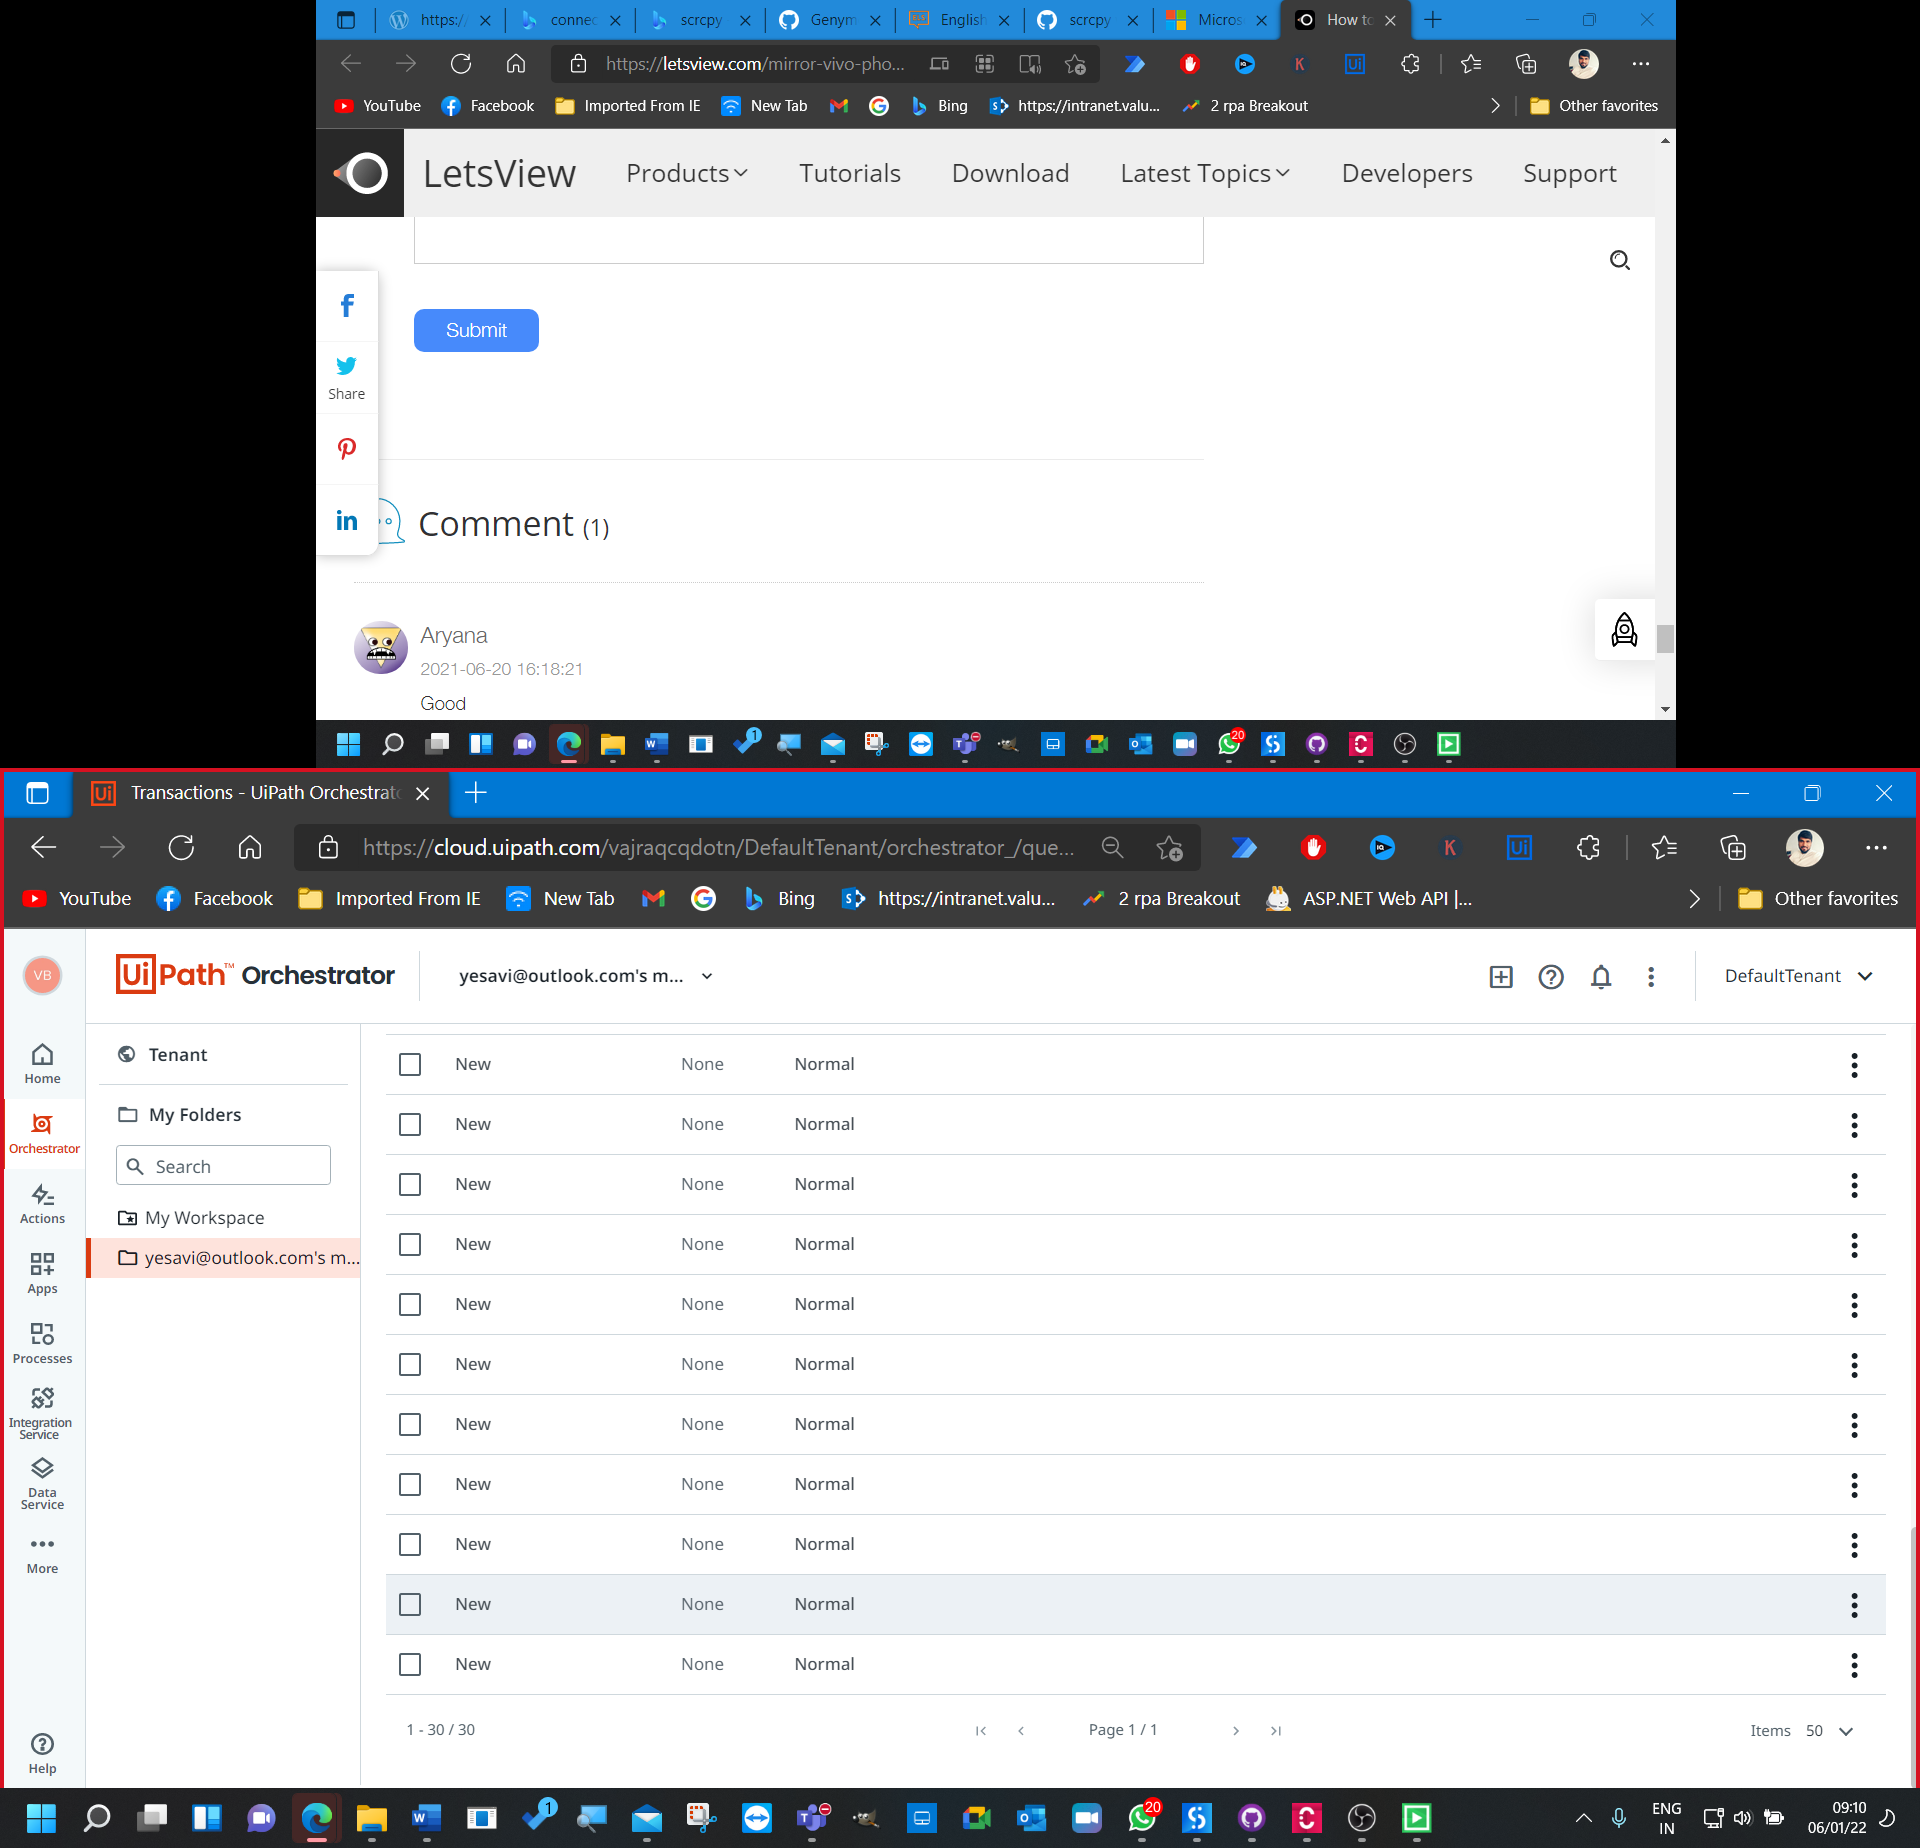 https:/
connec
scrcpy
Genym
English
scrcpy
Micros
How to
https://letsview.com/mirror-vivo-pho...
YouTube
Facebook
Imported From IE
New Tab
Bing
https://intranet.valu...
2 rpa Breakout
Other favorites
LetsView
Products
Tutorials
Download
Latest Topics
Developers
Support
Submit
Share
Comment (1)
Aryana
2021-06-20 16:18:21
Good
1
20
Transactions - UiPath Orchestrato
https://cloud.uipath.com/vajraqcqdotn/DefaultTenant/orchestrator_/que...
YouTube
Facebook
Imported From IE
New Tab
Bing
https://intranet.valu...
2 rpa Breakout
ASP.NET Web API |...
Other favorites
VB
UiPath™ Orchestrator
yesavi@outlook.com's m...
DefaultTenant
Home
Orchestrator
Actions
Apps
Processes
Integration
Service
Data
Service
More
Help
Tenant
My Folders
Search
My Workspace
yesavi@outlook.com's m...
New None Normal
New None Normal
New None Normal
New None Normal
New None Normal
New None Normal
New None Normal
New None Normal
New None Normal
New None Normal
New None Normal
1 - 30 / 30
Page 1 / 1
Items 50
1
20
ENG
IN
09:10
06/01/22